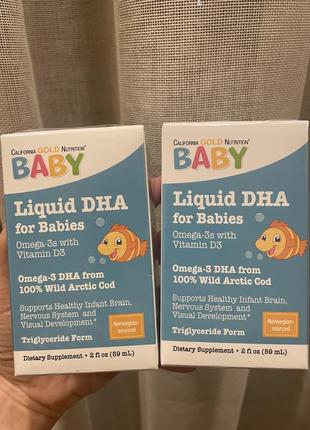 CALIFORNIA GOLD NUTRITION®
BABY
Liquid DHA
for Babies
Omega-3s with
Vitamin D3
Omega-3 DHA from
100% Wild Arctic Cod
Supports Healthy Infant Brain,
Nervous System and
Visual Development.*
Norwegian-
sourced
Triglyceride Form
Dietary Supplement • 2 fl oz (59 mL)
CALIFORNIA GOLD NUTRITION®
BABY
Liquid DHA
for Babies
Omega-3s with
Vitamin D3
Omega-3 DHA from
100% Wild Arctic Cod
Supports Healthy Infant Brain,
Nervous System and
Visual Development.*
Norwegian-
sourced
Triglyceride Form
Dietary Supplement • 2 fl oz (59 mL)